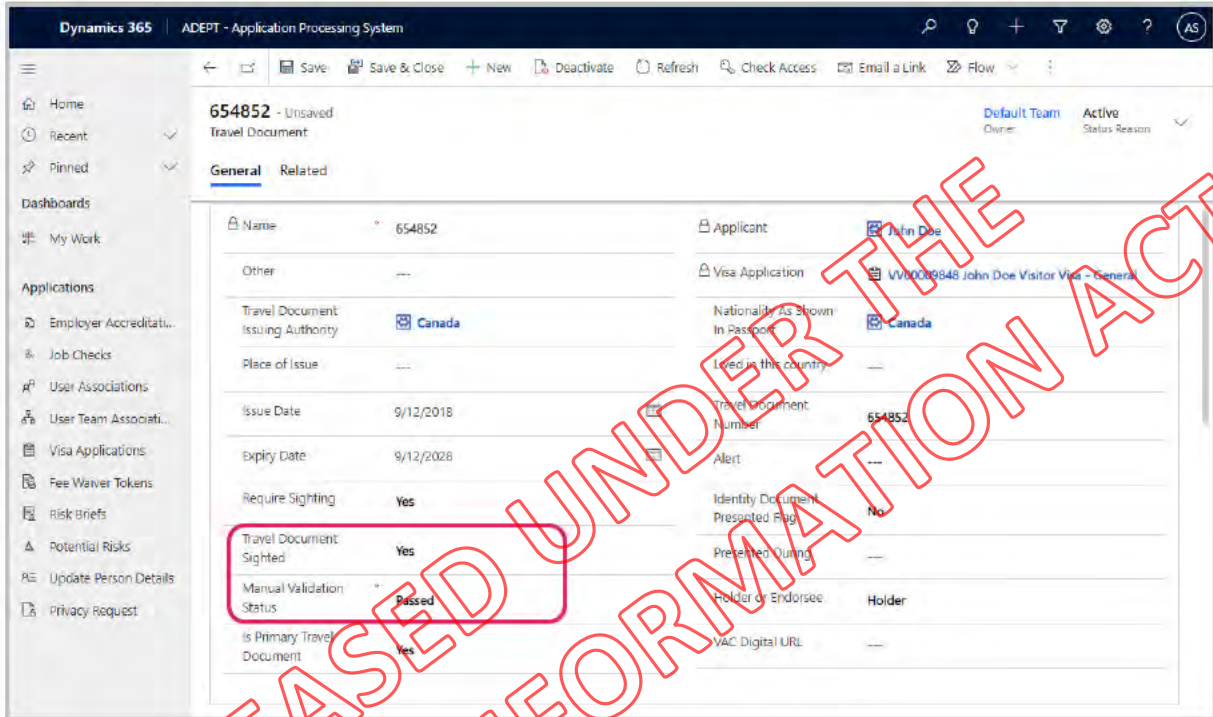 Dynamics 365 ADEPT - Application Processing System ? AS
Save Save & Close New Deactivate Refresh Check Access Email a Link Flow
Home
Recent
Pinned
Dashboards
My Work
Applications
Employer Accreditati...
Job Checks
User Associations
User Team Associati...
Visa Applications
Fee Waiver Tokens
Risk Briefs
Potential Risks
Update Person Details
Privacy Request
654852 - Unsaved
Travel Document
Default Team
Owner
Active
Status Reason
General Related
Name * 654852
Other ---
Travel Document
Issuing Authority
Canada
Place of Issue ---
Issue Date 9/12/2018
Expiry Date 9/12/2028
Require Sighting Yes
Travel Document
Sighted
Yes
Manual Validation
Status
* Passed
Is Primary Travel
Document
Yes
Applicant John Doe
Visa Application VV00009848 John Doe Visitor Visa - General
Nationality As Shown
In Passport
Canada
Lived in this country ---
Travel Document
Number
654852
Alert ---
Identity Document
Presented Flag
No
Presented During ---
Holder or Endorsee Holder
VAC Digital URL ---
ASED UNDER THE
FORMATION ACT